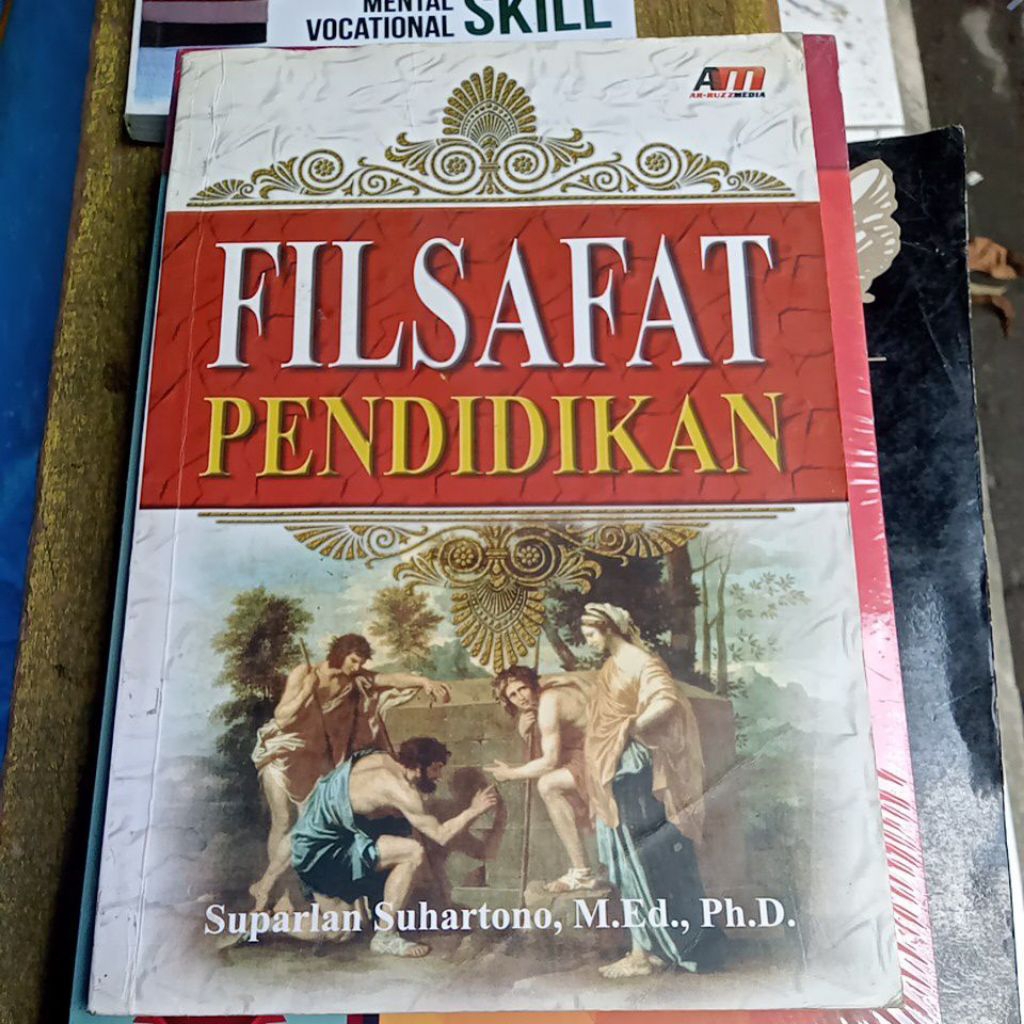 MENTAL
VOCATIONAL SKILL
AM
AR-RUZZ MEDIA
FILSAFAT
PENDIDIKAN
Suparlan Suhartono, M.Ed., Ph.D.